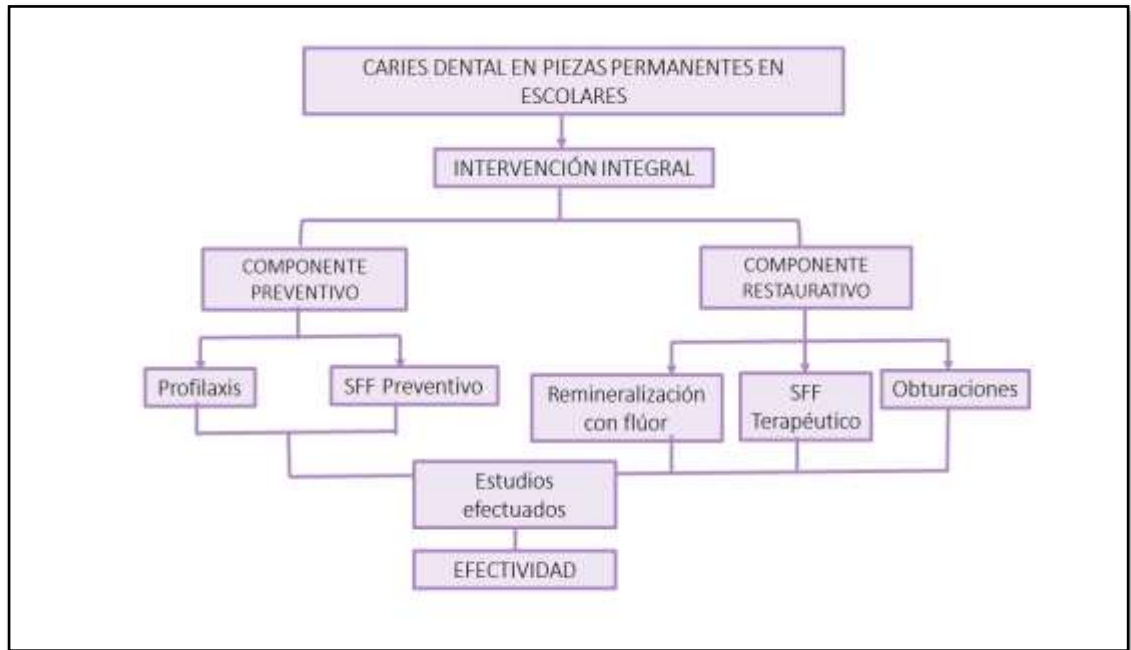 CARIES DENTAL EN PIEZAS PERMANENTES EN
ESCOLARES
INTERVENCIÓN INTEGRAL
COMPONENTE
PREVENTIVO
COMPONENTE
RESTAURATIVO
Profilaxis
SFF Preventivo
Remineralización
con flúor
SFF
Terapéutico
Obturaciones
Estudios
efectuados
EFECTIVIDAD